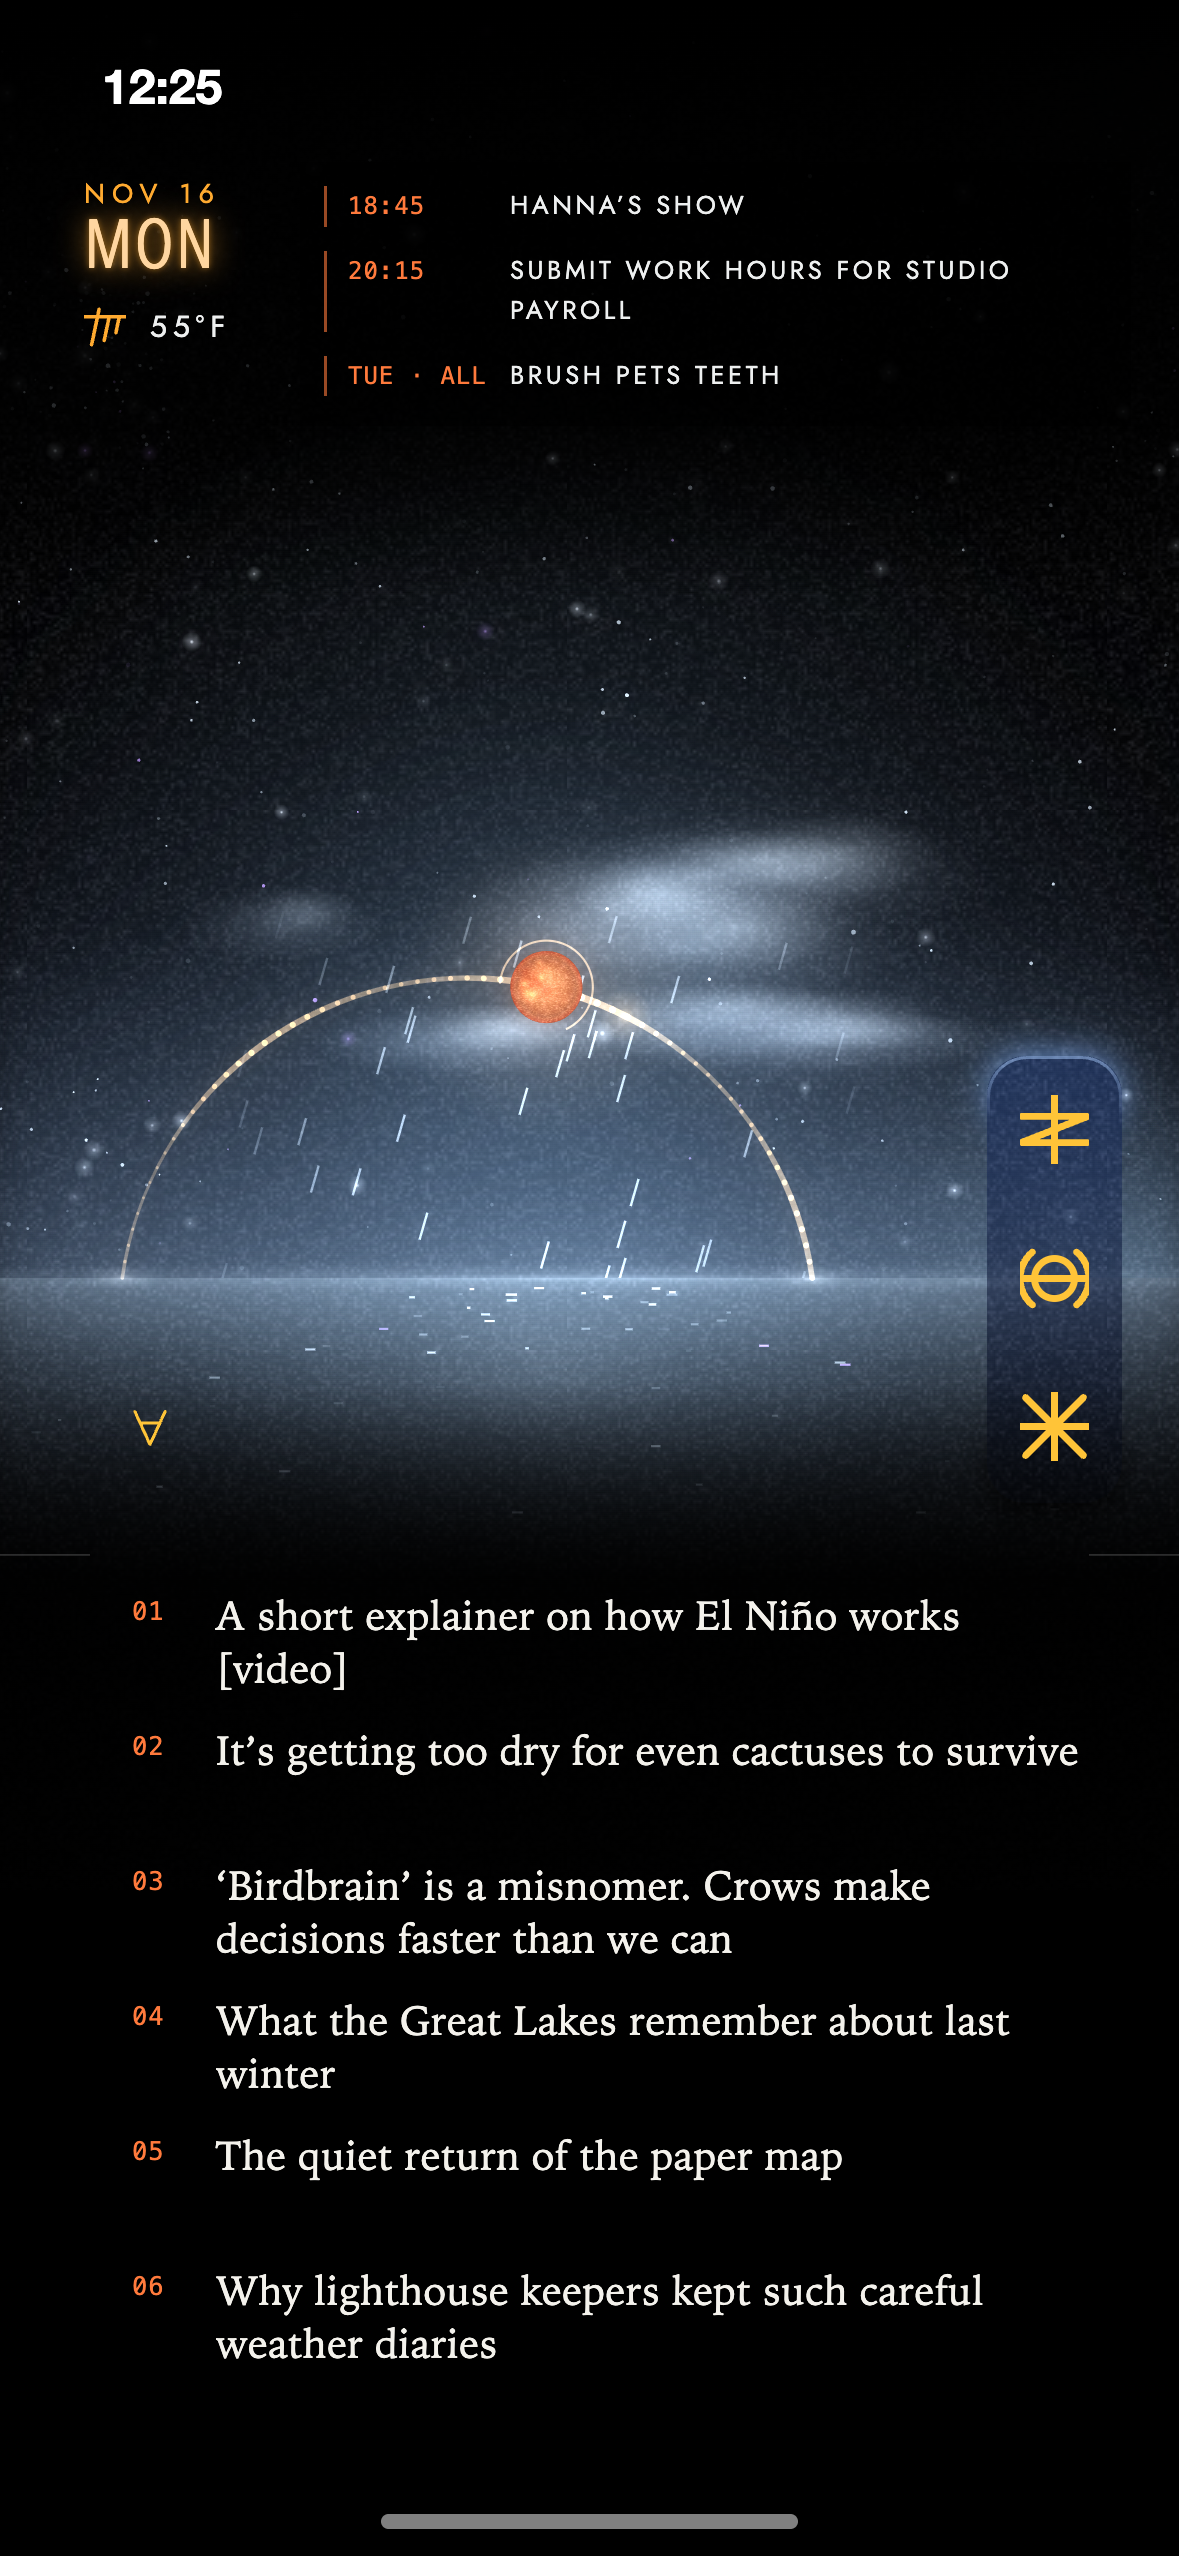 12:25
NOV 16
MON
55°F
18:45 HANNA’S SHOW
20:15 SUBMIT WORK HOURS FOR STUDIO
PAYROLL
TUE · ALL BRUSH PETS TEETH
01 A short explainer on how El Niño works
[video]
02 It’s getting too dry for even cactuses to survive
03 ‘Birdbrain’ is a misnomer. Crows make
decisions faster than we can
04 What the Great Lakes remember about last
winter
05 The quiet return of the paper map
06 Why lighthouse keepers kept such careful
weather diaries